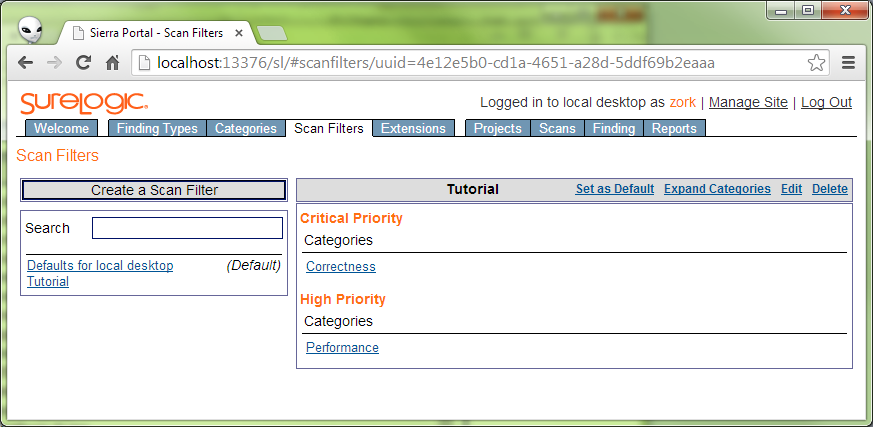 Sierra Portal - Scan Filters
localhost:13376/sl/#scanfilters/uuid=4e12e5b0-cd1a-4651-a28d-5ddf69b2eaaa
SURELOGIC
Logged in to local desktop as zork | Manage Site | Log Out
Welcome Finding Types Categories Scan Filters Extensions Projects Scans Finding Reports
Scan Filters
Create a Scan Filter
Search
Defaults for local desktop (Default)
Tutorial
Tutorial Set as Default Expand Categories Edit Delete
Critical Priority
Categories
Correctness
High Priority
Categories
Performance